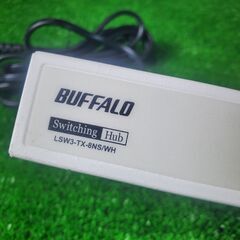 BUFFALO
Switching Hub
LSW3-TX-8NS/WH